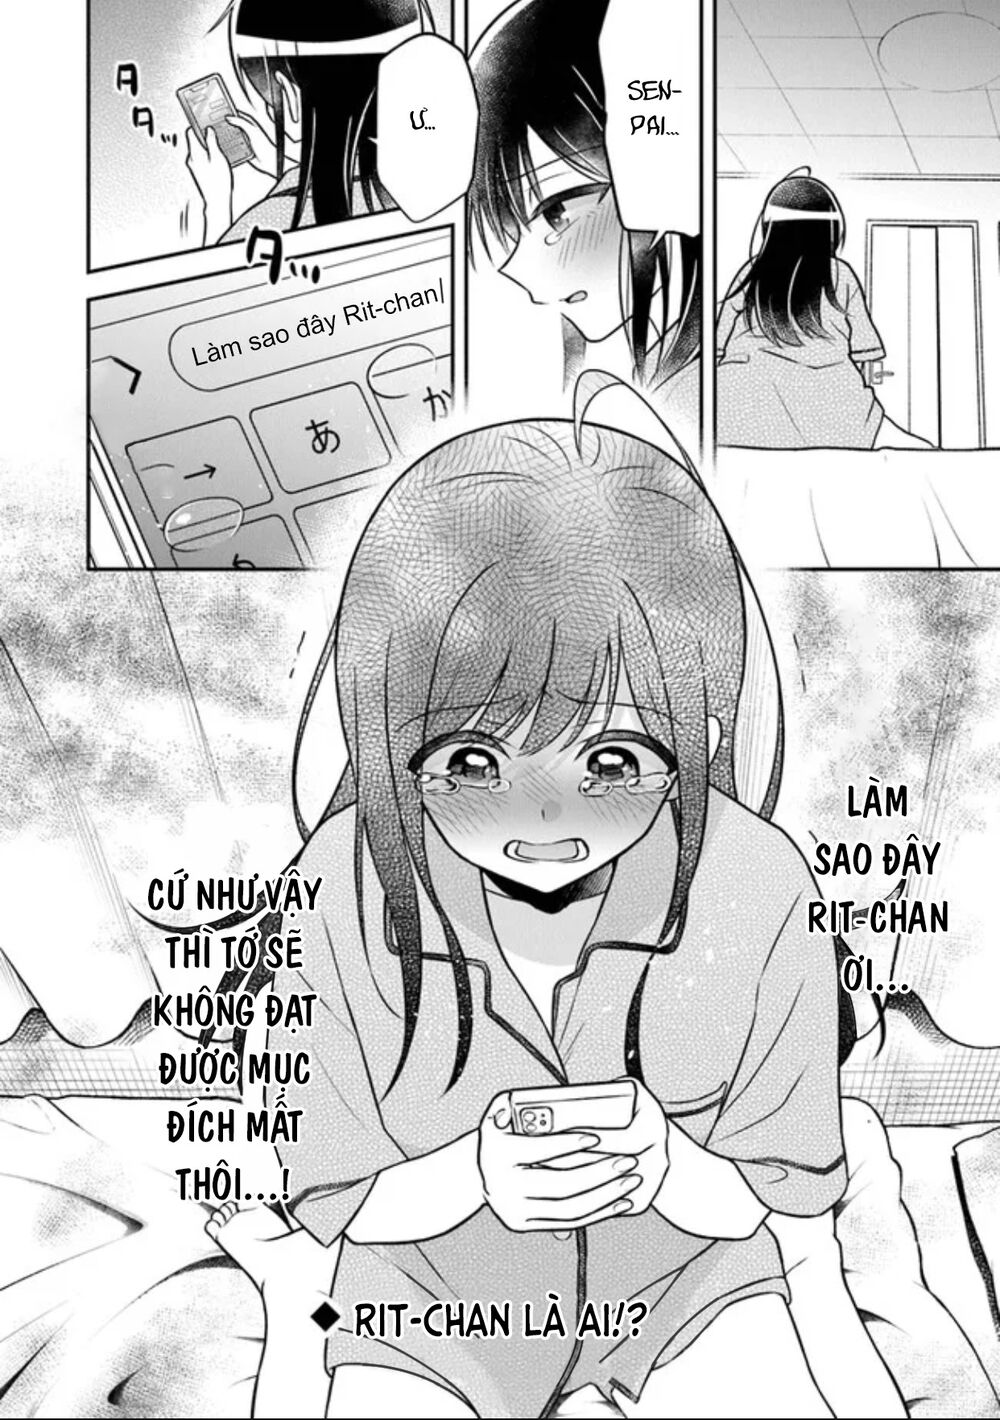 SEN-
PAI...
Ư...
タ
タ...
タ...
Làm sao đây Rit-chan
→
あ
か
LÀM
SAO ĐÂY
RIT-CHAN
ƠI...
CỨ NHƯ VẬY
THÌ TỚ SẼ
KHÔNG ĐẠT
ĐƯỢC MỤC
ĐÍCH MẤT
THÔI...!
◆ RIT-CHAN LÀ AI!?